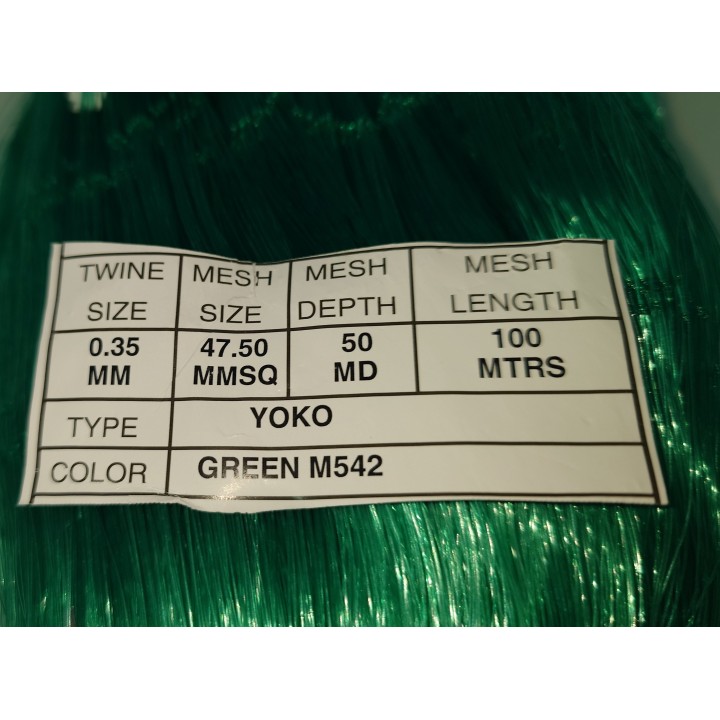 TWINE SIZE MESH SIZE MESH DEPTH MESH LENGTH
0.35 MM 47.50 MMSQ 50 MD 100 MTRS
TYPE YOKO
COLOR GREEN M542